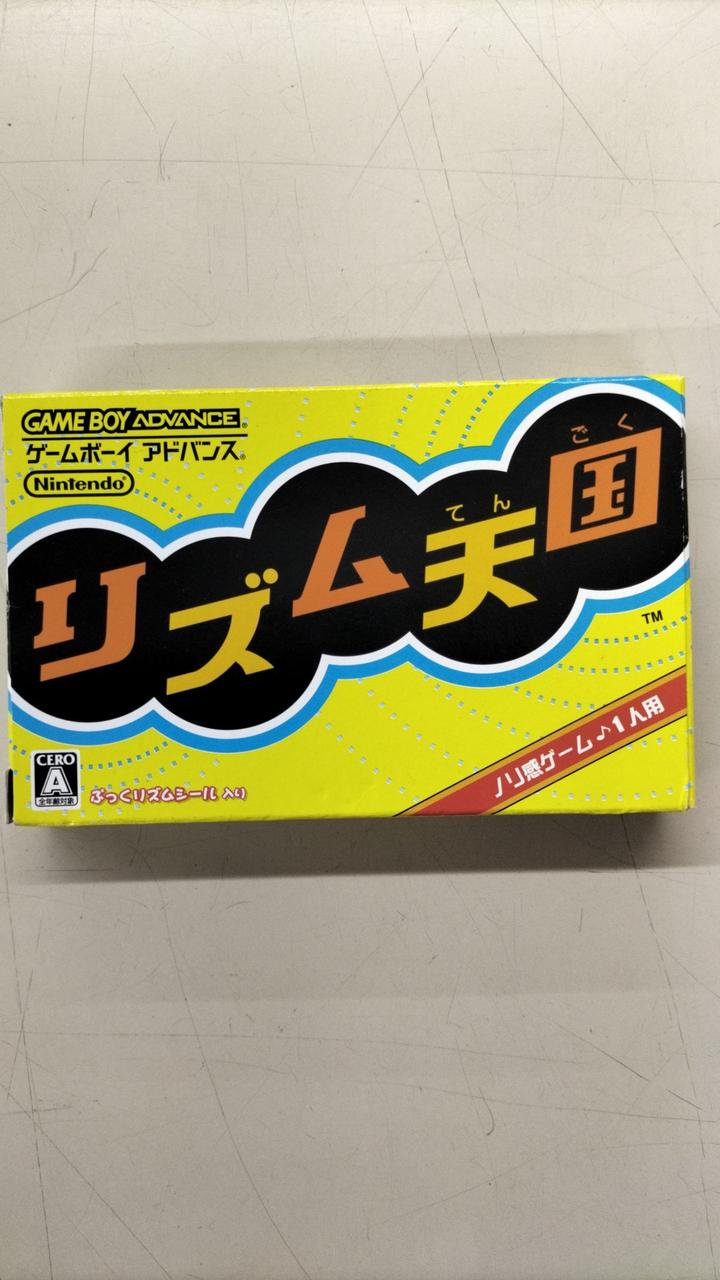 GAME BOY ADVANCE®
ゲームボーイ アドバンス®
Nintendo®
ごく
てん
リズム天国
TM
ノリ感ゲーム♪1人用
CERO
A
全年齢対象
ぷっくリズムシール 入り